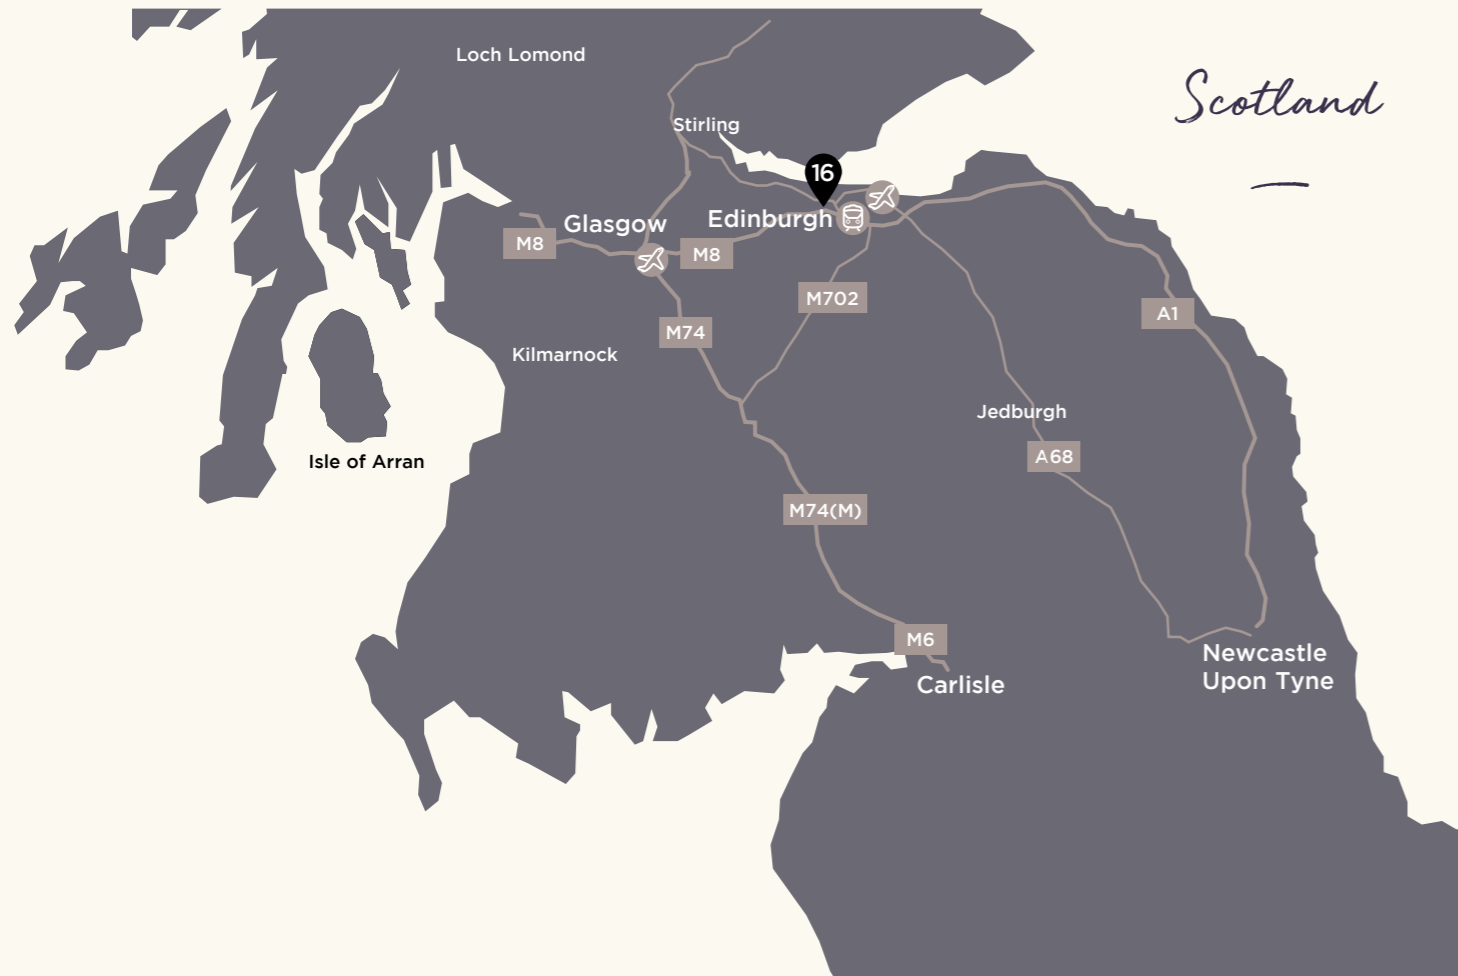 Loch Lomond
Scotland
Stirling
16
Glasgow
Edinburgh
M8
M8
M702
A1
M74
Kilmarnock
Jedburgh
A68
Isle of Arran
M74(M)
M6
Newcastle
Upon Tyne
Carlisle